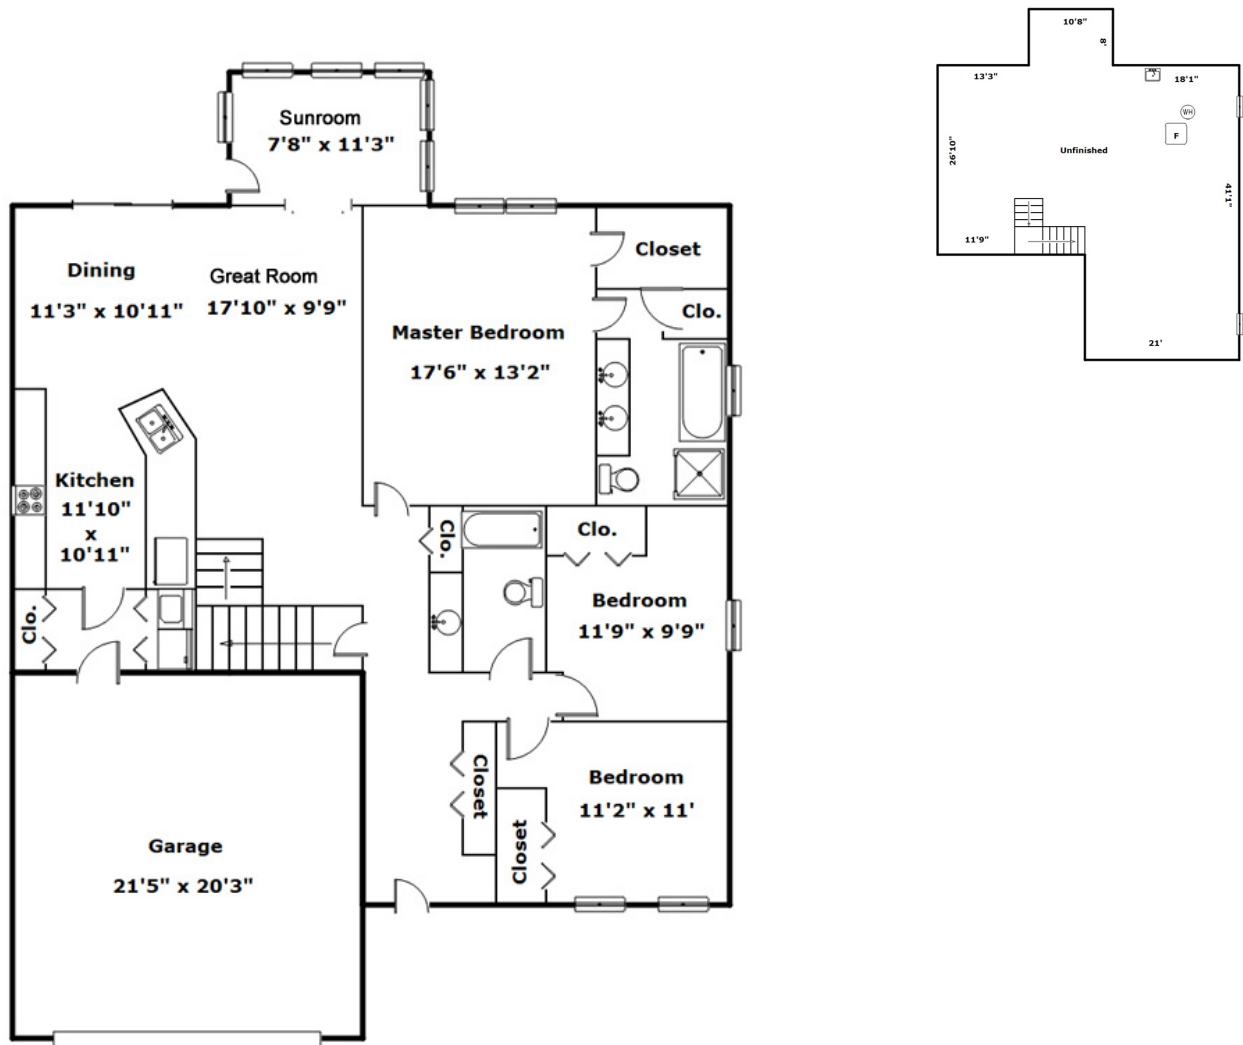 Sunroom
7'8" x 11'3"
Dining
11'3" x 10'11"
Great Room
17'10" x 9'9"
Master Bedroom
17'6" x 13'2"
Closet
Clo.
Kitchen
11'10"
x
10'11"
Clo.
Clo.
Clo.
Bedroom
11'9" x 9'9"
Closet
Bedroom
11'2" x 11'
Closet
Garage
21'5" x 20'3"
10'8"
8'
13'3"
18'1"
WH
F
Unfinished
26'10"
41'1"
11'9"
21'